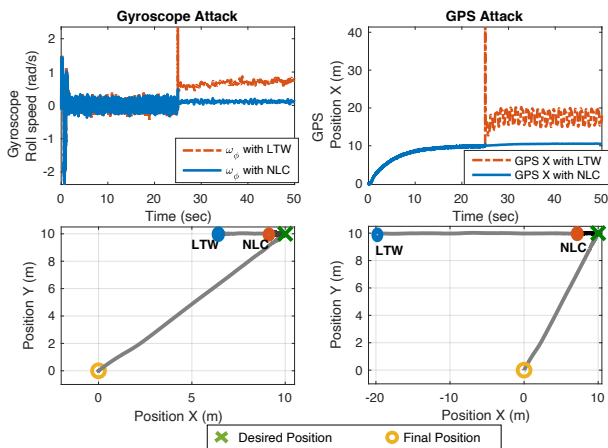 Gyroscope Attack
GPS Attack
Gyroscope
Roll speed (rad/s)
2
1
0
-1
-2
ω_φ with LTW
ω_φ with NLC
0 10 20 30 40 50
Time (sec)
GPS
Position X (m)
40
30
20
10
0
GPS X with LTW
GPS X with NLC
0 10 20 30 40 50
Time (sec)
Position Y (m)
10
8
6
4
2
0
LTW NLC
0 5 10
Position X (m)
10
8
6
4
2
0
LTW NLC
-20 -10 0 10
Position X (m)
Desired Position Final Position